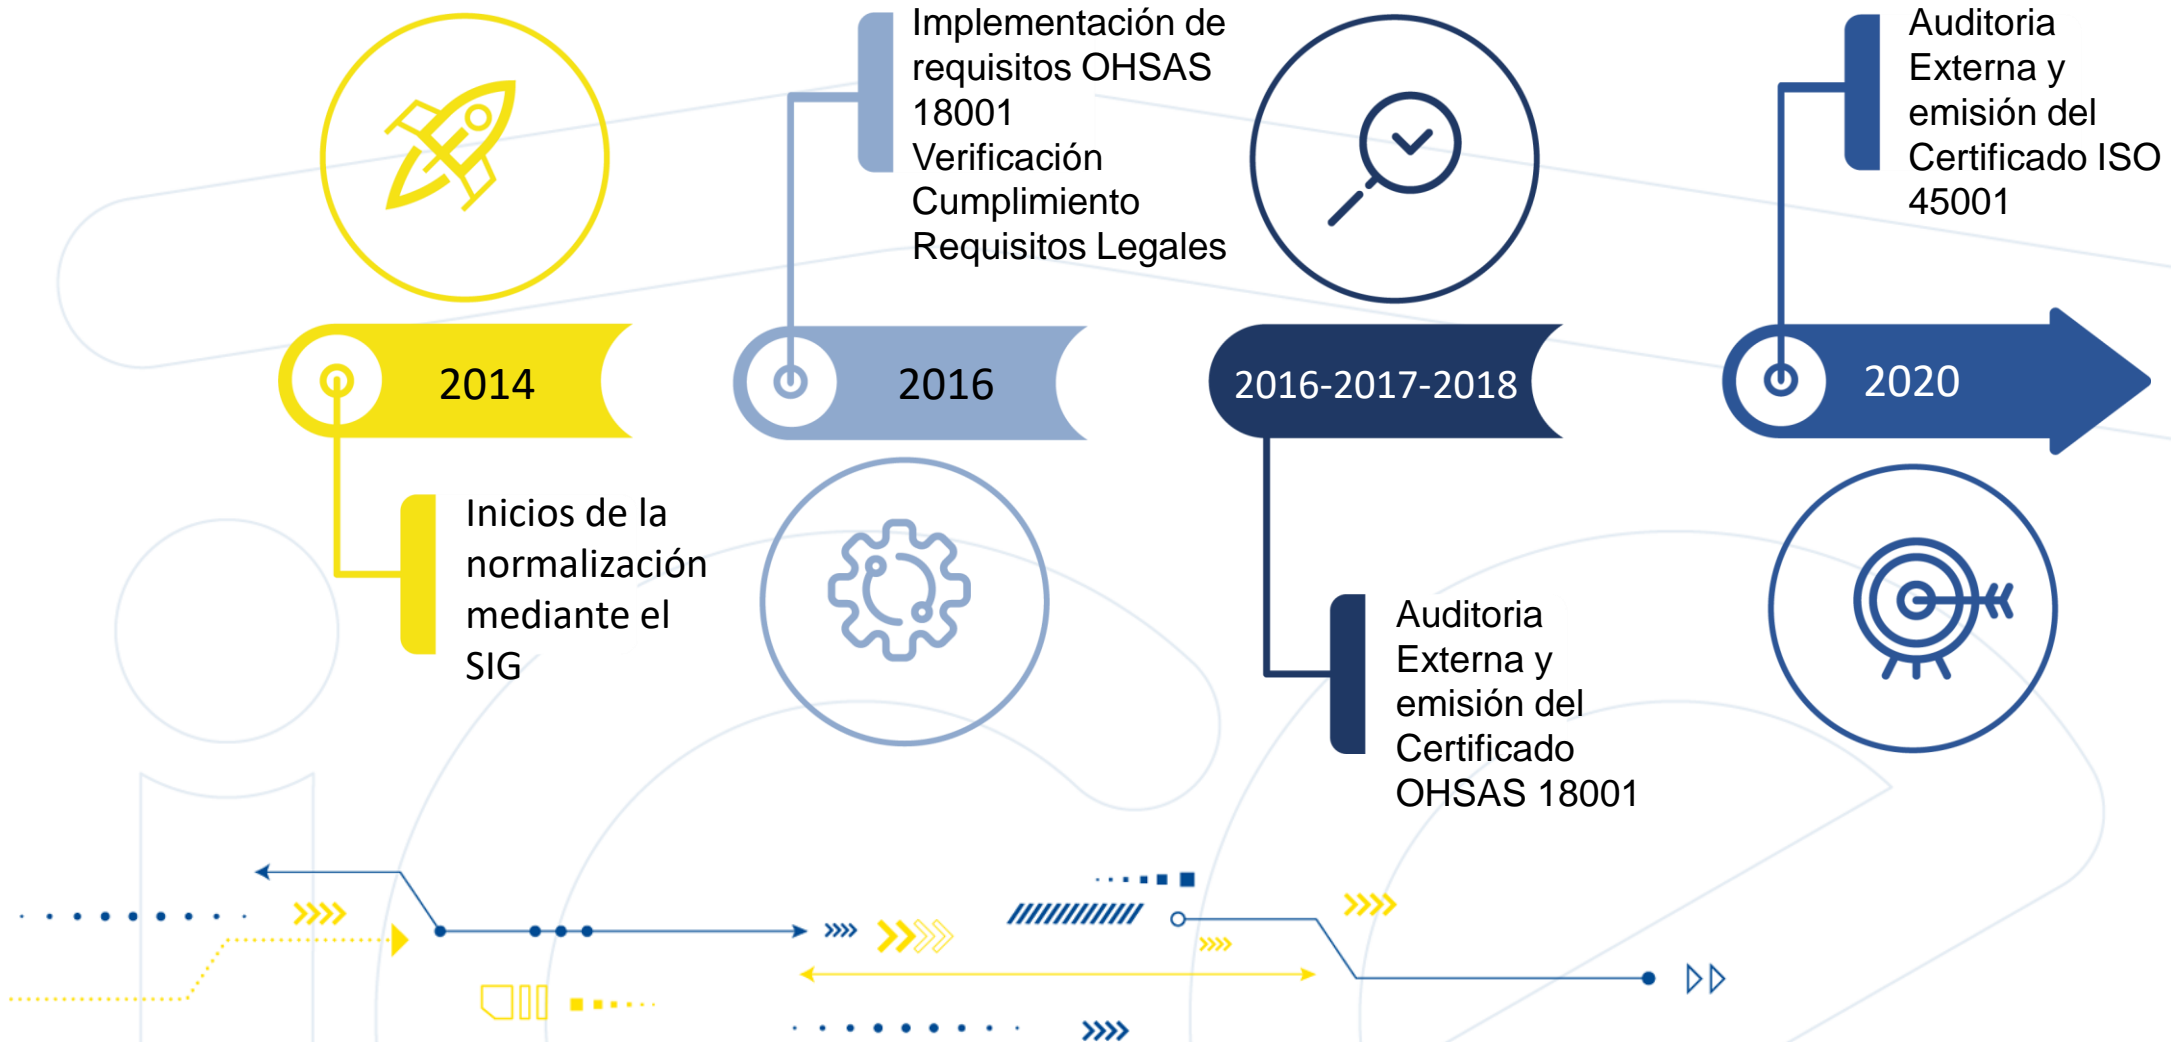 2014
Inicios de la
normalización
mediante el
SIG
Implementación de
requisitos OHSAS
18001
Verificación
Cumplimiento
Requisitos Legales
2016
2016-2017-2018
Auditoria
Externa y
emisión del
Certificado
OHSAS 18001
Auditoria
Externa y
emisión del
Certificado ISO
45001
2020